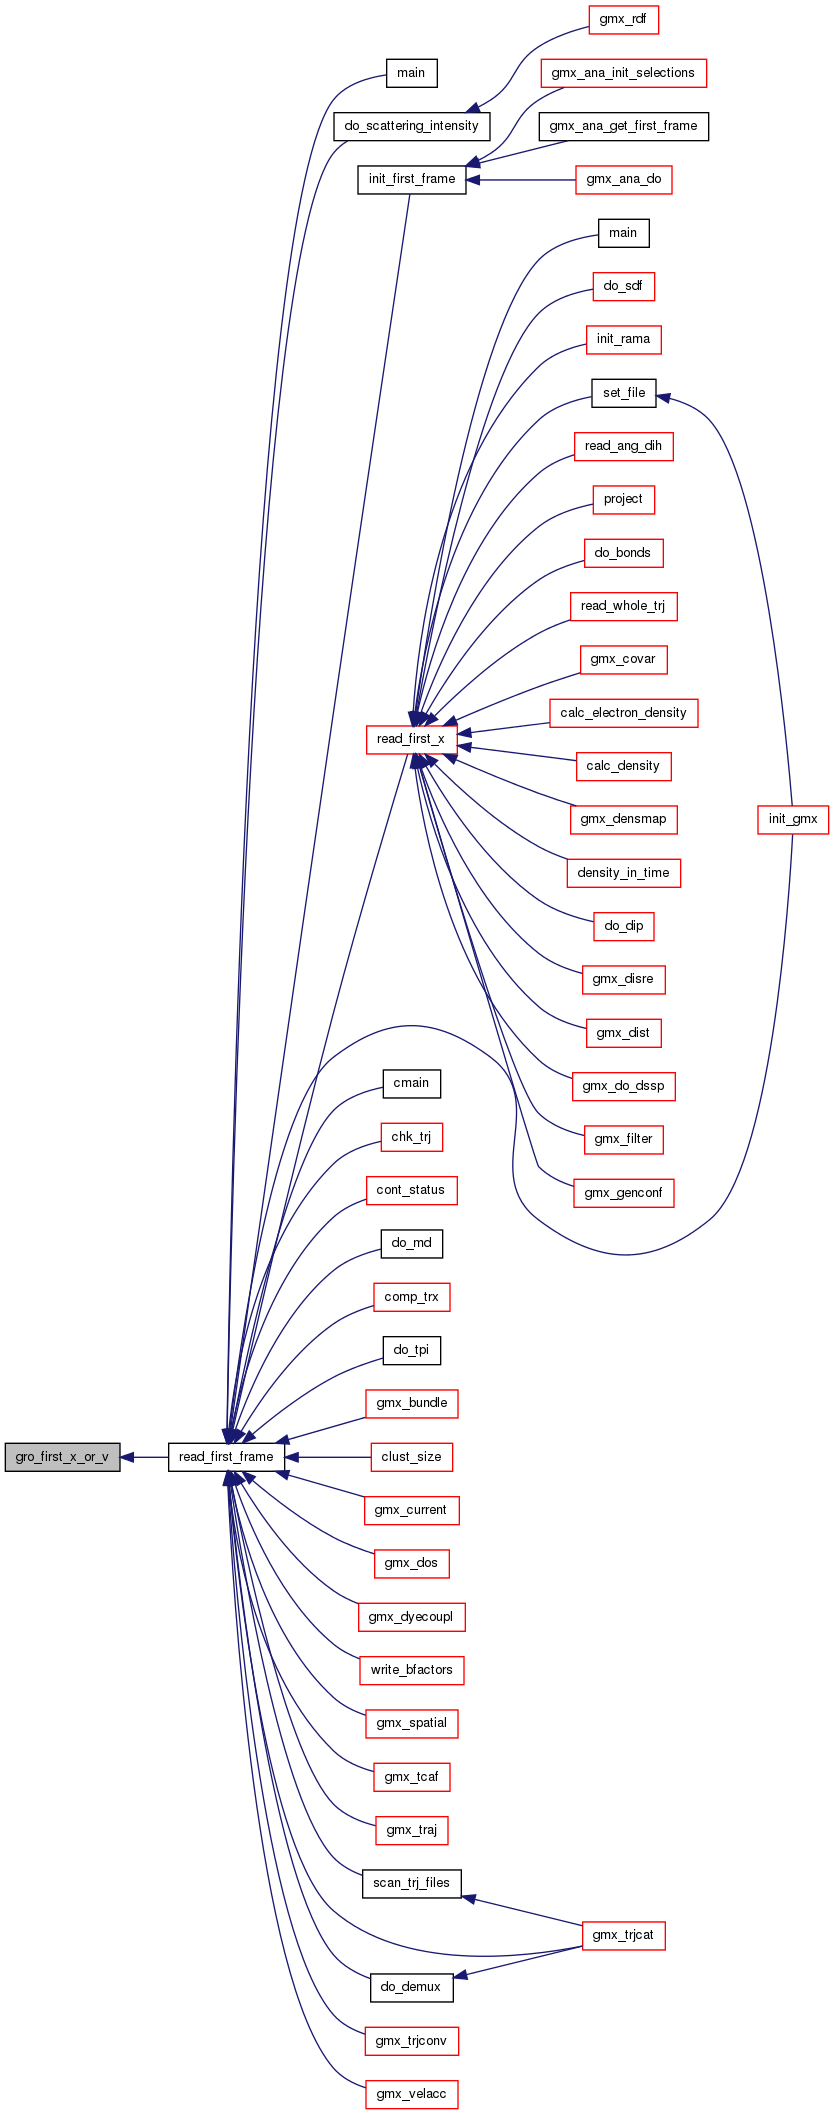 gmx_rdf
main
gmx_ana_init_selections
do_scattering_intensity
gmx_ana_get_first_frame
init_first_frame
gmx_ana_do
main
do_sdf
init_rama
set_file
read_ang_dih
project
do_bonds
read_whole_trj
gmx_covar
calc_electron_density
read_first_x
calc_density
gmx_densmap
init_gmx
density_in_time
do_dip
gmx_disre
gmx_dist
cmain
gmx_do_dssp
chk_trj
gmx_filter
cont_status
gmx_genconf
do_md
comp_trx
do_tpi
gmx_bundle
gro_first_x_or_v
read_first_frame
clust_size
gmx_current
gmx_dos
gmx_dyecoupl
write_bfactors
gmx_spatial
gmx_tcaf
gmx_traj
scan_trj_files
gmx_trjcat
do_demux
gmx_trjconv
gmx_velacc